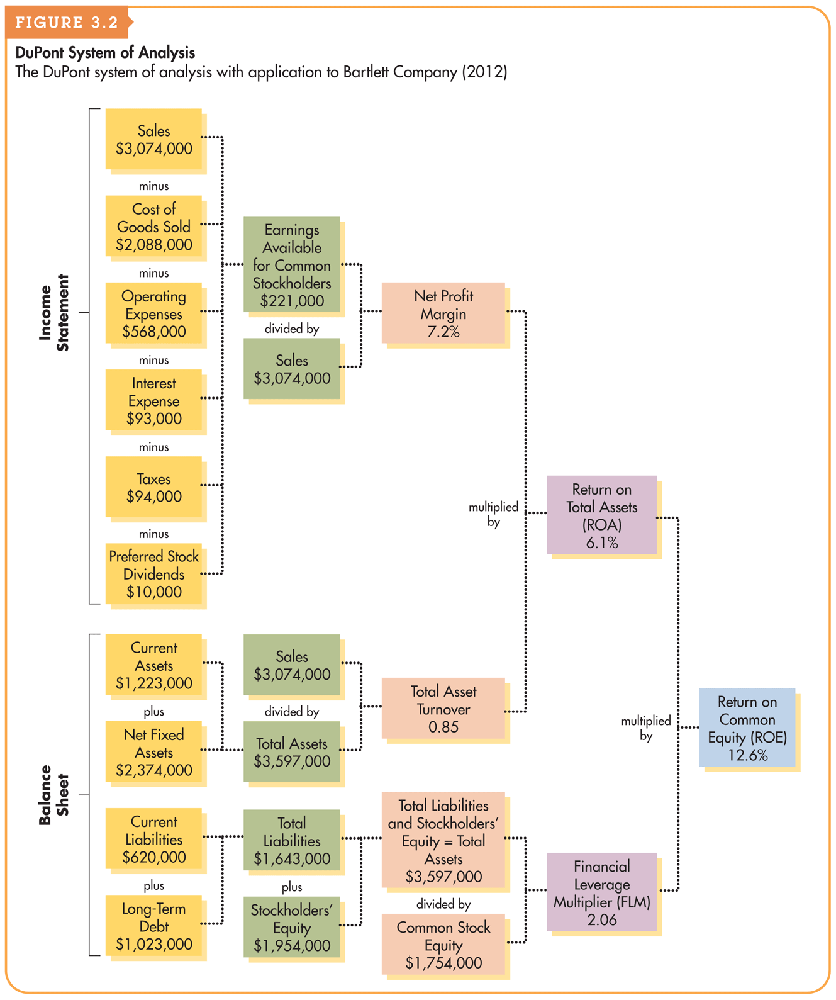 FIGURE 3.2
DuPont System of Analysis
The DuPont system of analysis with application to Bartlett Company (2012)
Income
Statement
Sales
$3,074,000
minus
Cost of
Goods Sold
$2,088,000
minus
Operating
Expenses
$568,000
minus
Interest
Expense
$93,000
minus
Taxes
$94,000
minus
Preferred Stock
Dividends
$10,000
Earnings
Available
for Common
Stockholders
$221,000
divided by
Sales
$3,074,000
Net Profit
Margin
7.2%
multiplied
by
Return on
Total Assets
(ROA)
6.1%
Balance
Sheet
Current
Assets
$1,223,000
plus
Net Fixed
Assets
$2,374,000
Sales
$3,074,000
divided by
Total Assets
$3,597,000
Total Asset
Turnover
0.85
Current
Liabilities
$620,000
plus
Long-Term
Debt
$1,023,000
Total
Liabilities
$1,643,000
plus
Stockholders’
Equity
$1,954,000
Total Liabilities
and Stockholders’
Equity = Total
Assets
$3,597,000
divided by
Common Stock
Equity
$1,754,000
Financial
Leverage
Multiplier (FLM)
2.06
multiplied
by
Return on
Common
Equity (ROE)
12.6%